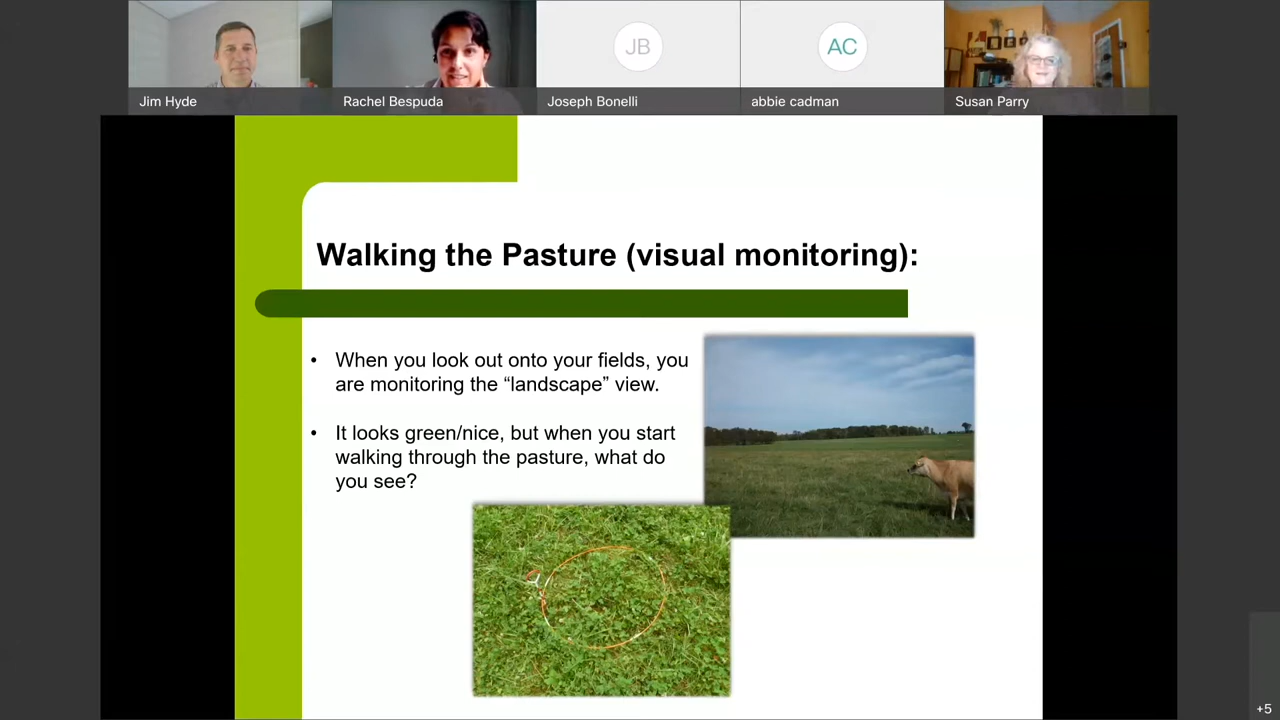 JB
AC
Jim Hyde
Rachel Bespuda
Joseph Bonelli
abbie cadman
Susan Parry
Walking the Pasture (visual monitoring):
• When you look out onto your fields, you
are monitoring the “landscape” view.
• It looks green/nice, but when you start
walking through the pasture, what do
you see?
+5